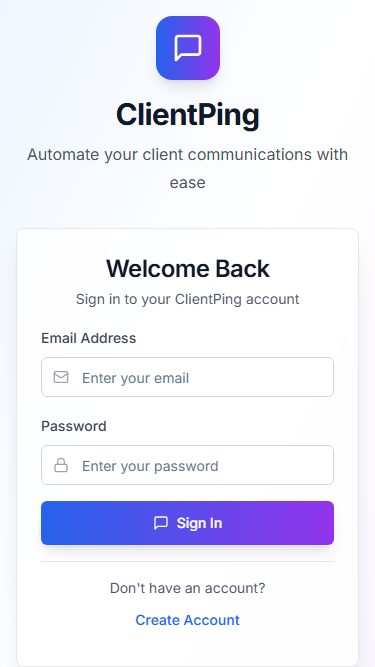 ClientPing
Automate your client communications with
ease
Welcome Back
Sign in to your ClientPing account
Email Address
Enter your email
Password
Enter your password
Sign In
Don't have an account?
Create Account